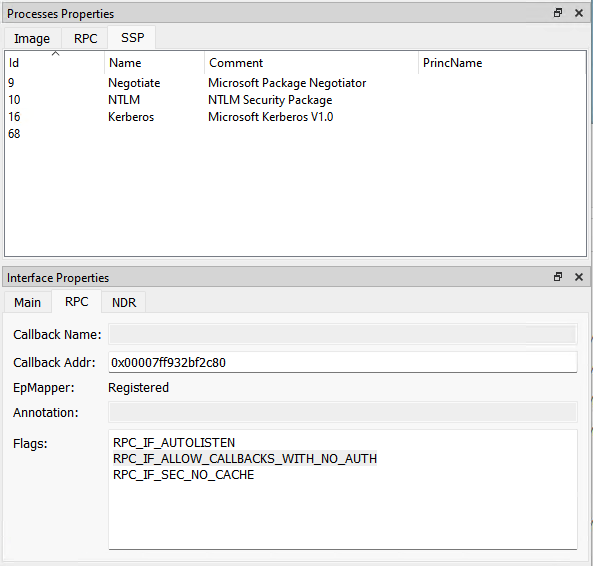 Processes Properties
Image RPC SSP
Id Name Comment PrincName
9 Negotiate Microsoft Package Negotiator
10 NTLM NTLM Security Package
16 Kerberos Microsoft Kerberos V1.0
68
Interface Properties
Main RPC NDR
Callback Name:
Callback Addr: 0x00007ff932bf2c80
EpMapper: Registered
Annotation:
Flags: RPC_IF_AUTOLISTEN
RPC_IF_ALLOW_CALLBACKS_WITH_NO_AUTH
RPC_IF_SEC_NO_CACHE